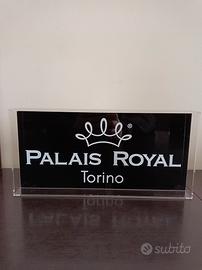 ®
PALAIS ROYAL
Torino
subito